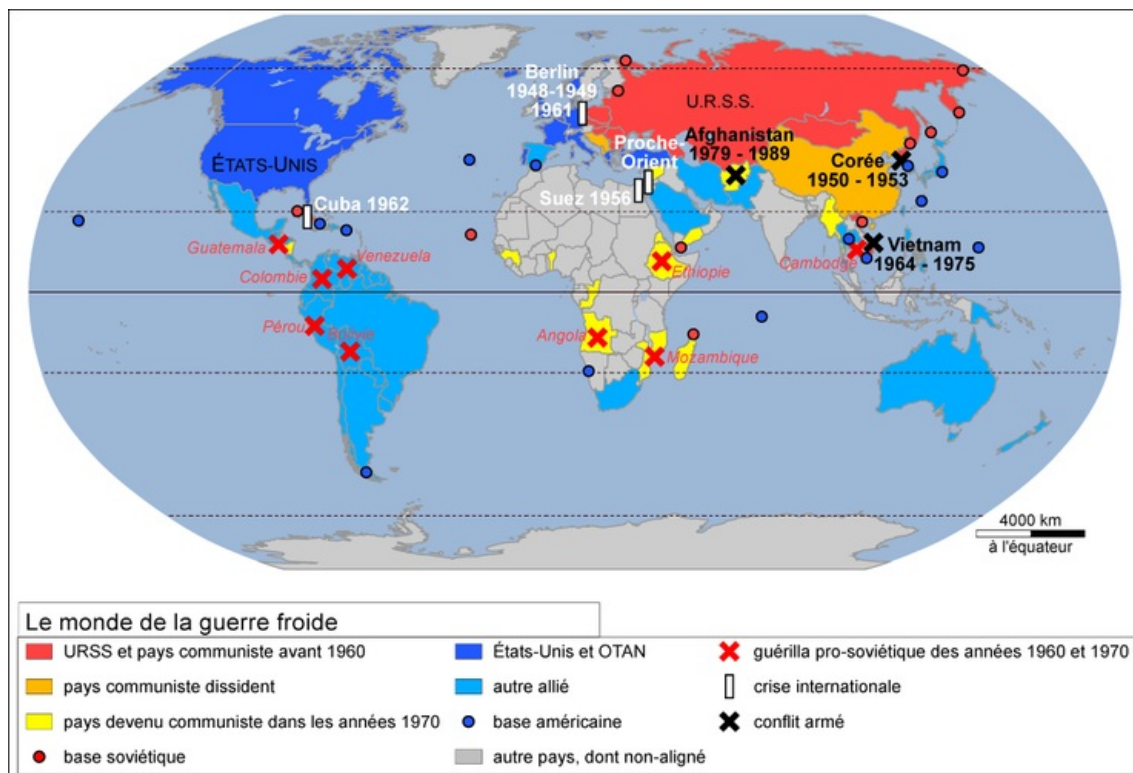 Berlin
1948-1949
1961
U.R.S.S.
ÉTATS-UNIS
Proche-
Orient
Afghanistan
1979 - 1989
Corée
1950 - 1953
Suez 1956
Cuba 1962
Guatemala
Venezuela
Colombie
Ethiopie
Cambodge
Vietnam
1964 - 1975
Pérou
Bolivie
Angola
Mozambique
4000 km
à l'équateur
Le monde de la guerre froide
URSS et pays communiste avant 1960
pays communiste dissident
pays devenu communiste dans les années 1970
base soviétique
États-Unis et OTAN
autre allié
base américaine
autre pays, dont non-aligné
guérilla pro-soviétique des années 1960 et 1970
crise internationale
conflit armé